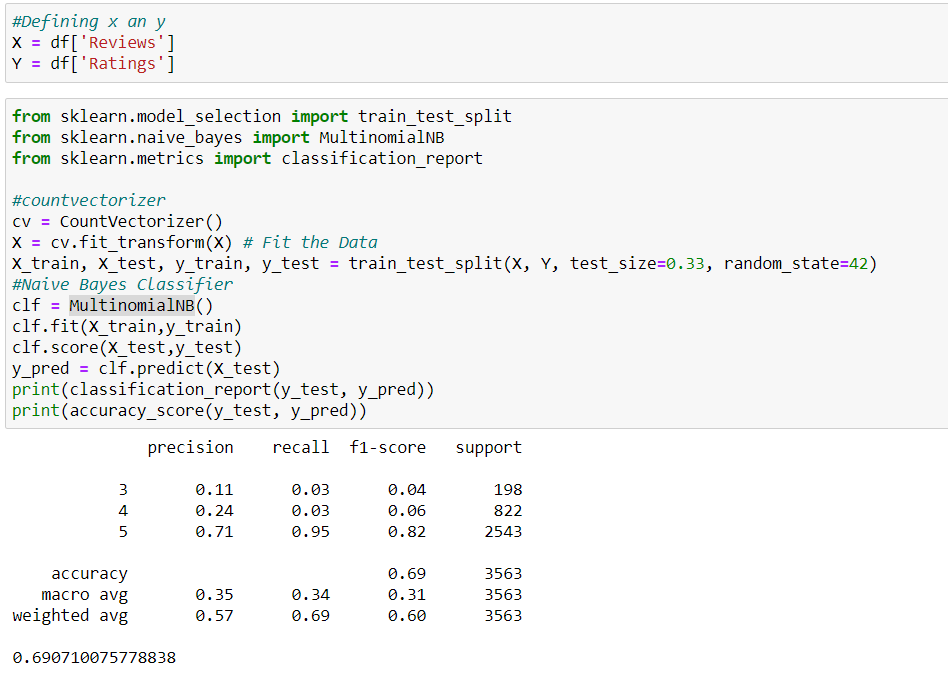 #Defining x an y
X = df['Reviews']
Y = df['Ratings']
from sklearn.model_selection import train_test_split
from sklearn.naive_bayes import MultinomialNB
from sklearn.metrics import classification_report
#countvectorizer
cv = CountVectorizer()
X = cv.fit_transform(X) # Fit the Data
X_train, X_test, y_train, y_test = train_test_split(X, Y, test_size=0.33, random_state=42)
#Naive Bayes Classifier
clf = MultinomialNB()
clf.fit(X_train,y_train)
clf.score(X_test,y_test)
y_pred = clf.predict(X_test)
print(classification_report(y_test, y_pred))
print(accuracy_score(y_test, y_pred))
precision recall f1-score support
3 0.11 0.03 0.04 198
4 0.24 0.03 0.06 822
5 0.71 0.95 0.82 2543
accuracy 0.69 3563
macro avg 0.35 0.34 0.31 3563
weighted avg 0.57 0.69 0.60 3563
0.690710075778838